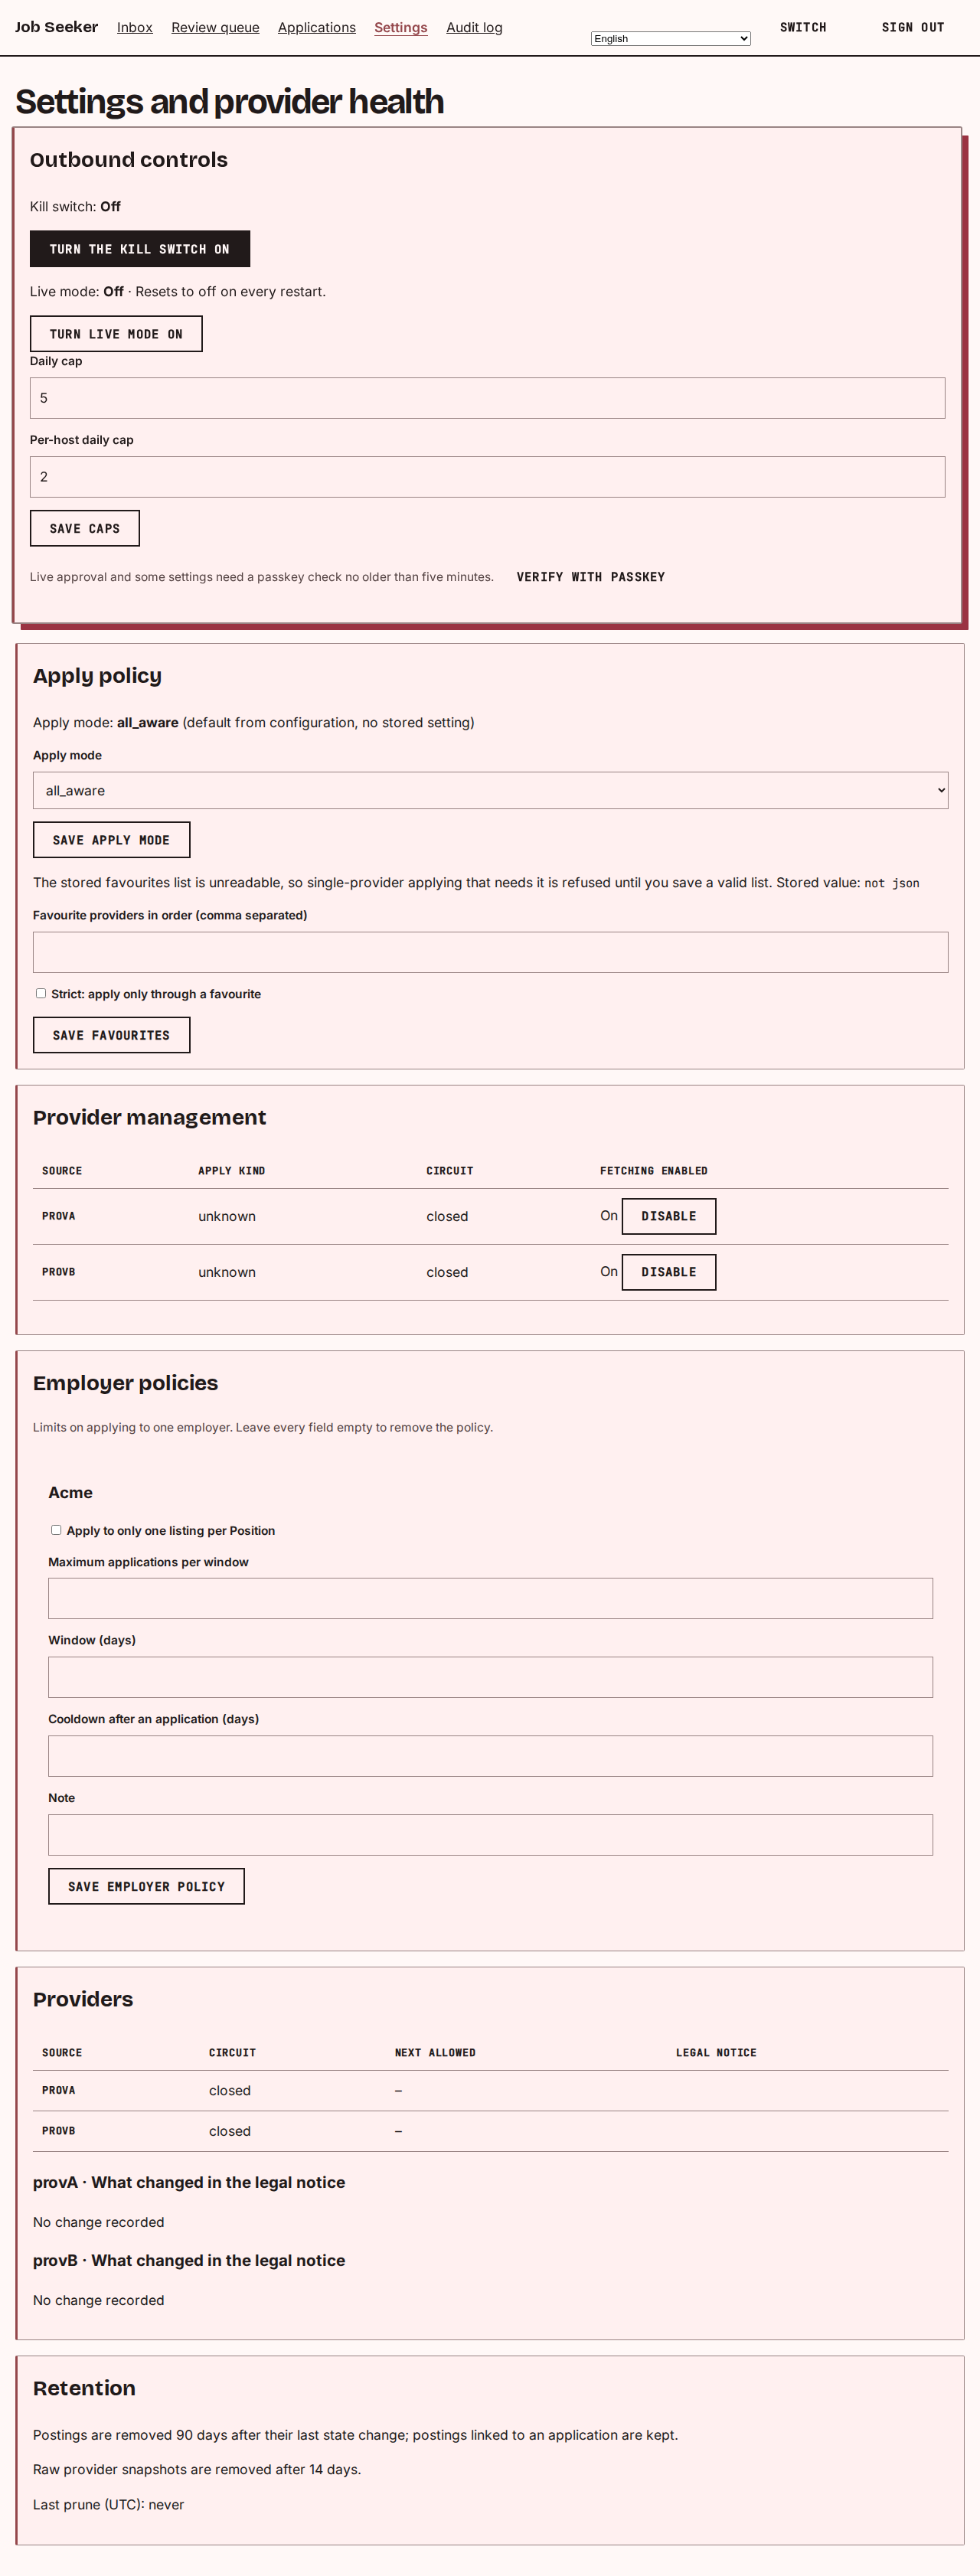 Job Seeker Inbox Review queue Applications Settings Audit log English SWITCH SIGN OUT
Settings and provider health
Outbound controls
Kill switch: Off
TURN THE KILL SWITCH ON
Live mode: Off · Resets to off on every restart.
TURN LIVE MODE ON
Daily cap
5
Per-host daily cap
2
SAVE CAPS
Live approval and some settings need a passkey check no older than five minutes. VERIFY WITH PASSKEY
Apply policy
Apply mode: all_aware (default from configuration, no stored setting)
Apply mode
all_aware
SAVE APPLY MODE
The stored favourites list is unreadable, so single-provider applying that needs it is refused until you save a valid list. Stored value: not json
Favourite providers in order (comma separated)
Strict: apply only through a favourite
SAVE FAVOURITES
Provider management
SOURCE APPLY KIND CIRCUIT FETCHING ENABLED
PROVA unknown closed On DISABLE
PROVB unknown closed On DISABLE
Employer policies
Limits on applying to one employer. Leave every field empty to remove the policy.
Acme
Apply to only one listing per Position
Maximum applications per window
Window (days)
Cooldown after an application (days)
Note
SAVE EMPLOYER POLICY
Providers
SOURCE CIRCUIT NEXT ALLOWED LEGAL NOTICE
PROVA closed –
PROVB closed –
provA · What changed in the legal notice
No change recorded
provB · What changed in the legal notice
No change recorded
Retention
Postings are removed 90 days after their last state change; postings linked to an application are kept.
Raw provider snapshots are removed after 14 days.
Last prune (UTC): never